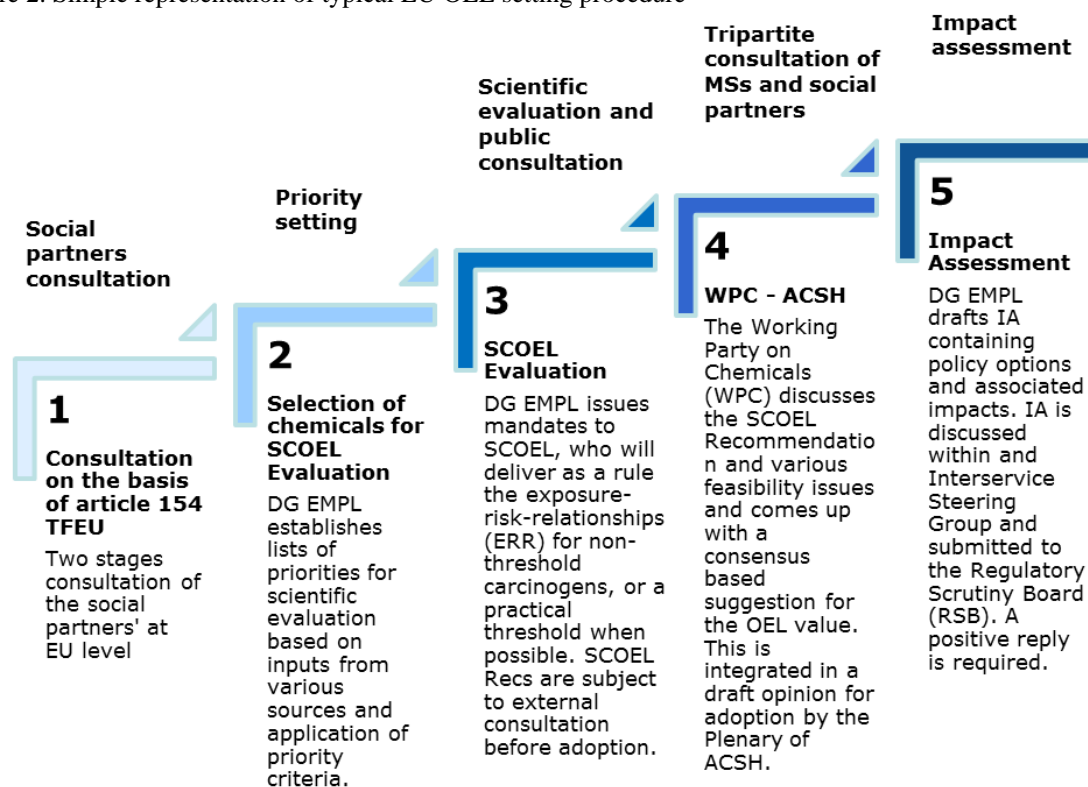 2. Simple representation of typical EU OEL setting procedure
Social
partners
consultation
1
Consultation
on the basis
of article 154
TFEU
Two stages
consultation of
the social
partners' at
EU level
Priority
setting
2
Selection of
chemicals for
SCOEL
Evaluation
DG EMPL
establishes
lists of
priorities for
scientific
evaluation
based on
inputs from
various
sources and
application of
priority
criteria.
Scientific
evaluation and
public
consultation
3
SCOEL
Evaluation
DG EMPL issues
mandates to
SCOEL, who will
deliver as a rule
the exposure-
risk-relationships
(ERR) for non-
threshold
carcinogens, or a
practical
threshold when
possible. SCOEL
Recs are subject
to external
consultation
before adoption.
Tripartite
consultation of
MSs and social
partners
4
WPC - ACSH
The Working
Party on
Chemicals
(WPC) discusses
the SCOEL
Recommendatio
n and various
feasibility issues
and comes up
with a
consensus
based
suggestion for
the OEL value.
This is
integrated in a
draft opinion for
adoption by the
Plenary of
ACSH.
Impact
assessment
5
Impact
Assessment
DG EMPL
drafts IA
containing
policy options
and associated
impacts. IA is
discussed
within and
Interservice
Steering
Group and
submitted to
the Regulatory
Scrutiny Board
(RSB). A
positive reply
is required.